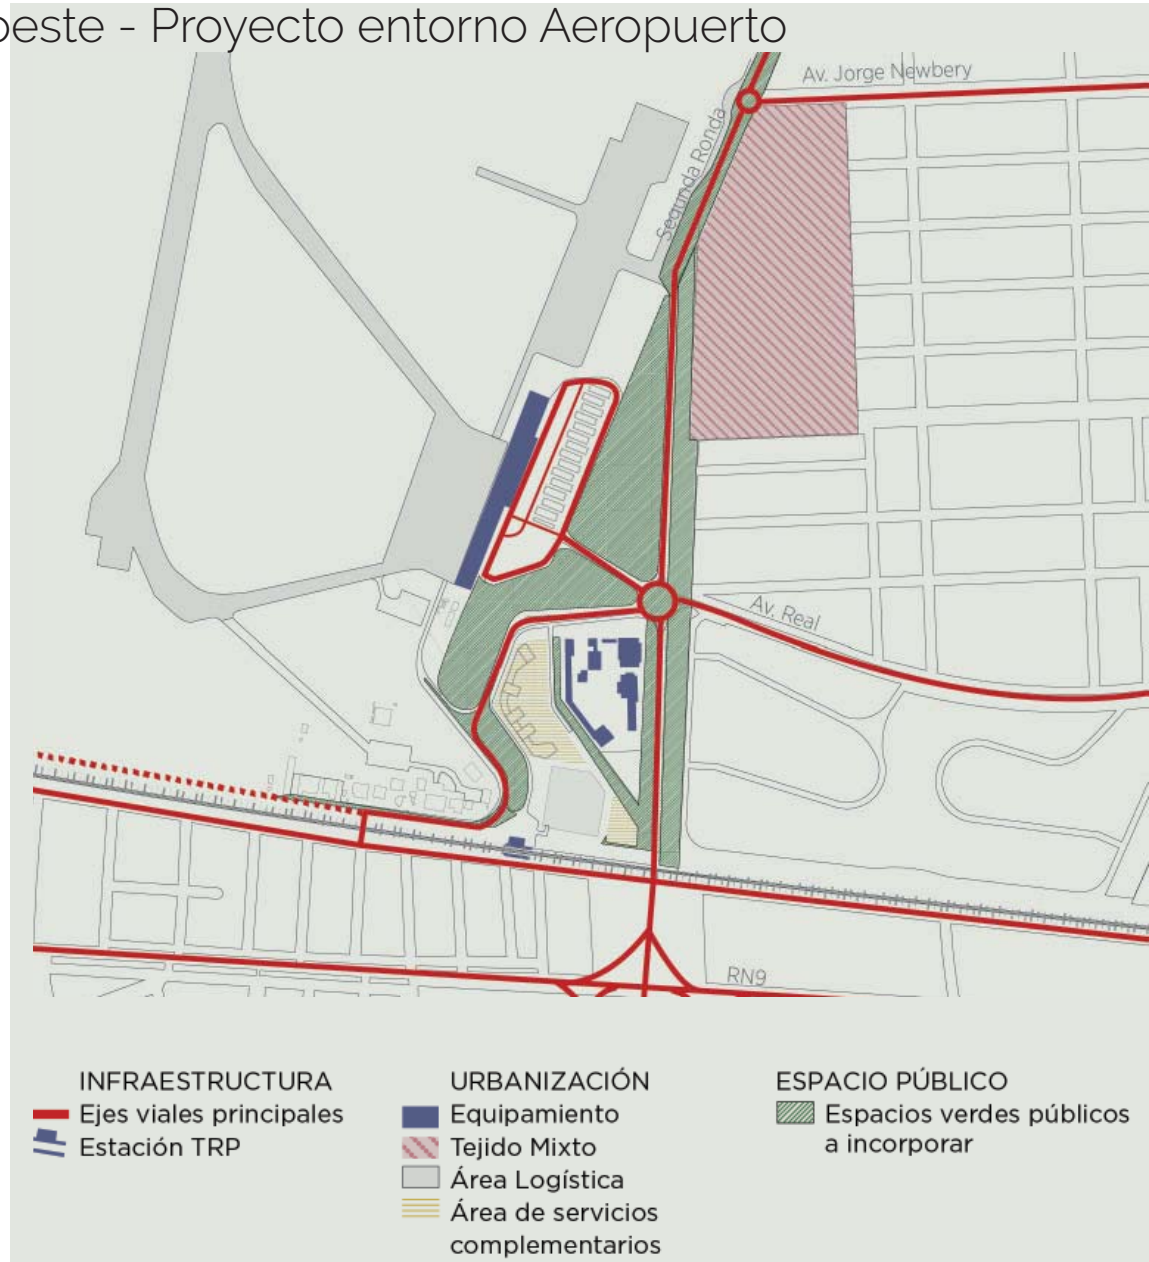 oeste - Proyecto entorno Aeropuerto
Av. Jorge Newbery
Segunda Ronda
Av. Real
RN9
INFRAESTRUCTURA
Ejes viales principales
Estación TRP
URBANIZACIÓN
Equipamiento
Tejido Mixto
Área Logística
Área de servicios
complementarios
ESPACIO PÚBLICO
Espacios verdes públicos
a incorporar